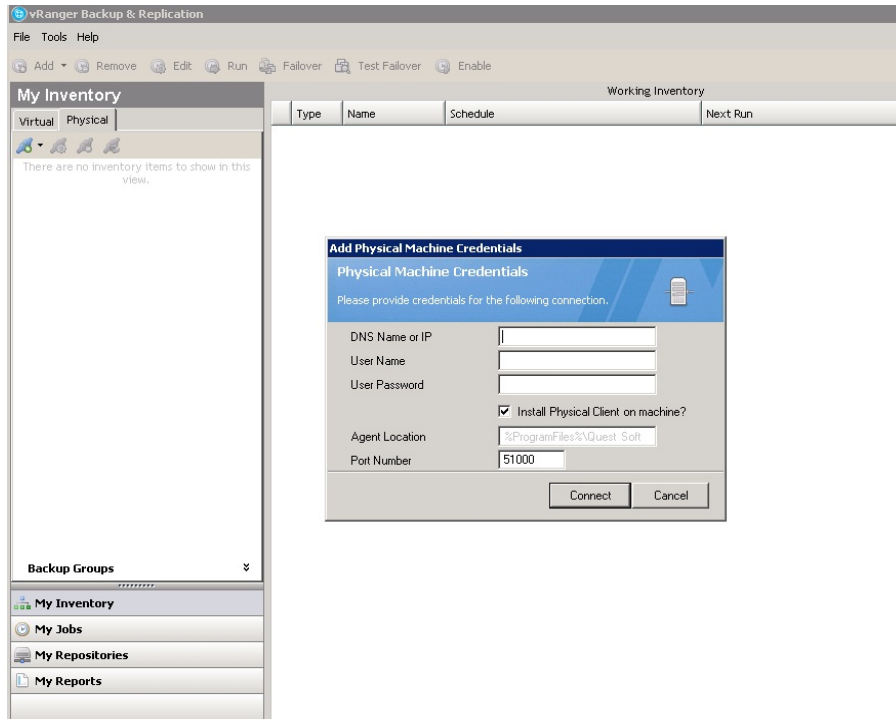 vRanger Backup & Replication
File Tools Help
Add Remove Edit Run Failover Test Failover Enable
My Inventory
Working Inventory
Virtual Physical
Type Name Schedule Next Run
There are no inventory items to show in this
view.
Add Physical Machine Credentials
Physical Machine Credentials
Please provide credentials for the following connection.
DNS Name or IP
User Name
User Password
Install Physical Client on machine?
Agent Location %ProgramFiles%\Quest Soft
Port Number 51000
Connect Cancel
Backup Groups
My Inventory
My Jobs
My Repositories
My Reports